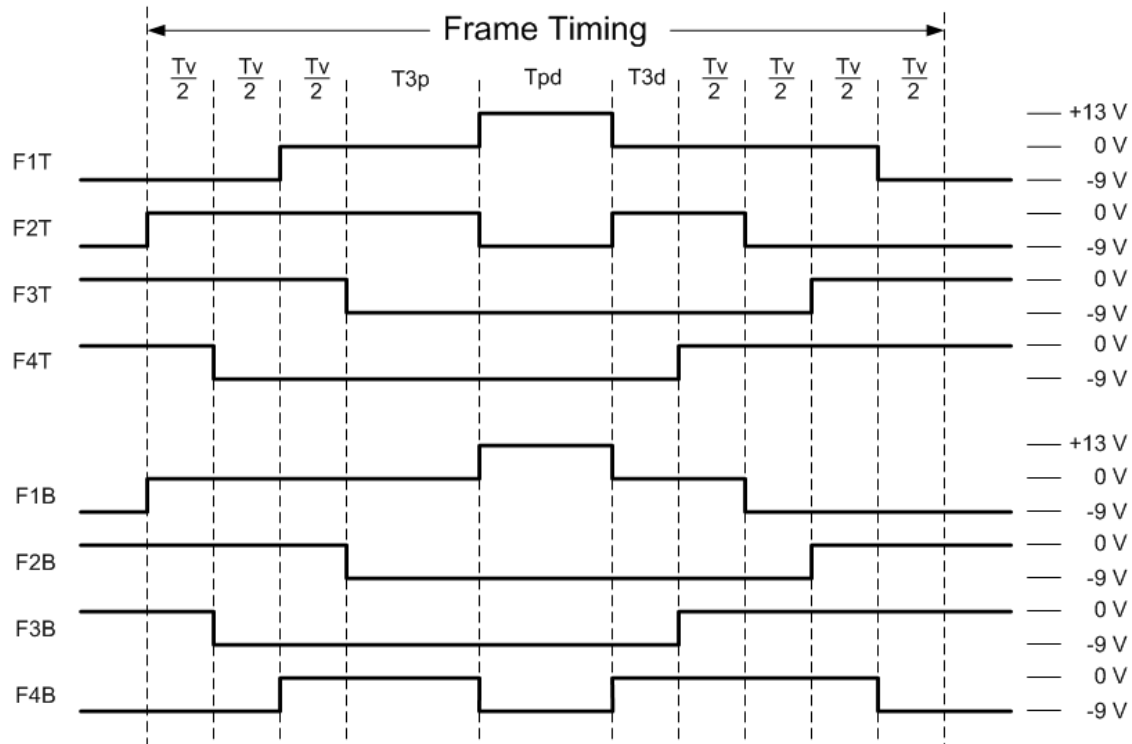 Frame Timing
Tv
2
Tv
2
Tv
2
T3p
Tpd
T3d
Tv
2
Tv
2
Tv
2
Tv
2
F1T
+13 V
0 V
-9 V
F2T
0 V
-9 V
F3T
0 V
-9 V
F4T
0 V
-9 V
F1B
+13 V
0 V
-9 V
F2B
0 V
-9 V
F3B
0 V
-9 V
F4B
0 V
-9 V